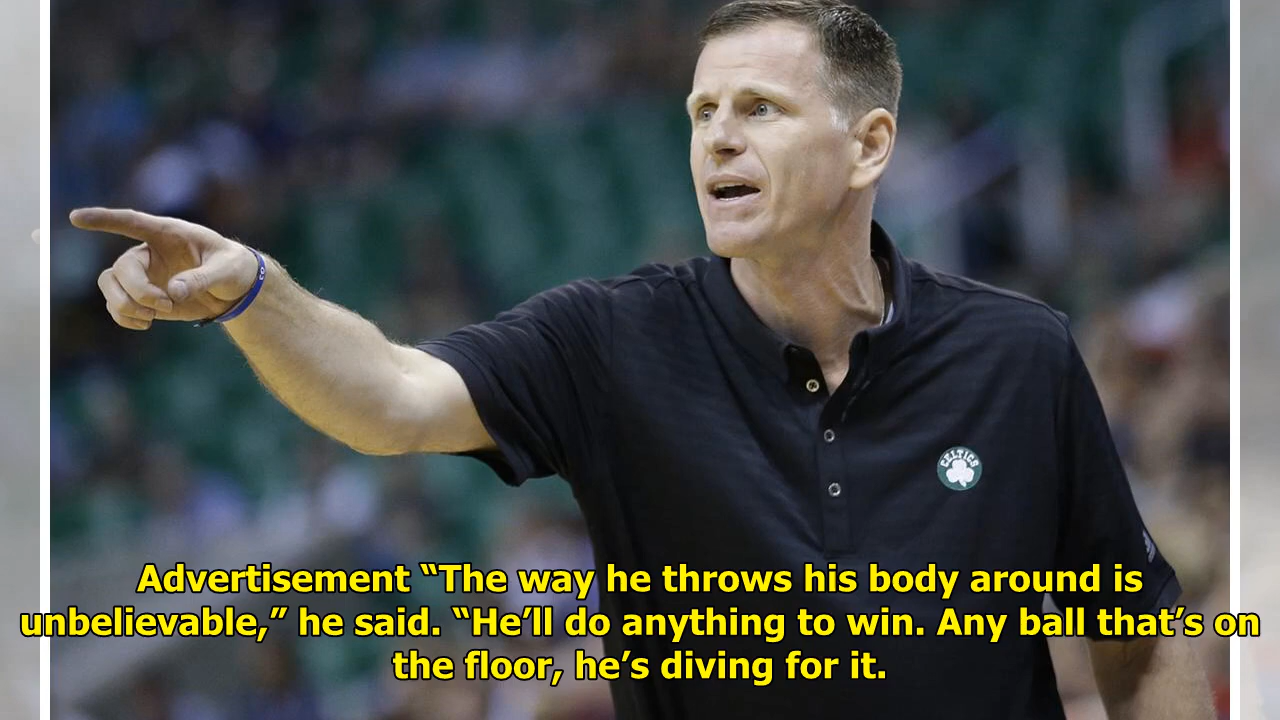 CELTICS
Advertisement “The way he throws his body around is
unbelievable,” he said. “He’ll do anything to win. Any ball that’s on
the floor, he’s diving for it.